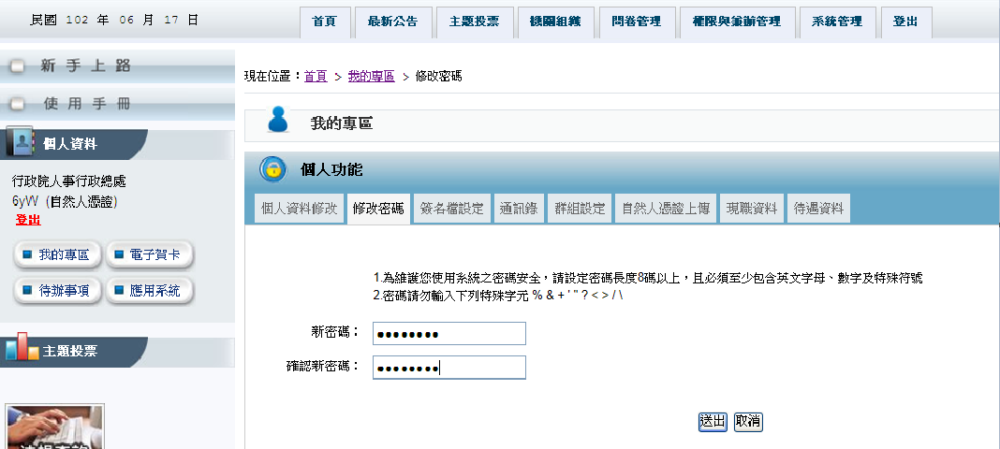 民國 102 年 06 月 17 日
首頁 最新公告 主題投票 機關組織 問卷管理 權限與兼辦管理 系統管理 登出
新手上路
使用手冊
個人資料
行政院人事行政總處
6yW (自然人憑證)
登出
我的專區 電子賀卡
待辦事項 應用系統
主題投票
現在位置：首頁 > 我的專區 > 修改密碼
我的專區
個人功能
個人資料修改 修改密碼 簽名檔設定 通訊錄 群組設定 自然人憑證上傳 現職資料 待遇資料
1.為維護您使用系統之密碼安全，請設定密碼長度8碼以上，且必須至少包含英文字母、數字及特殊符號
2.密碼請勿輸入下列特殊字元 % & + ' " ? < > / \
新密碼： ●●●●●●●●
確認新密碼： ●●●●●●●●
送出 取消